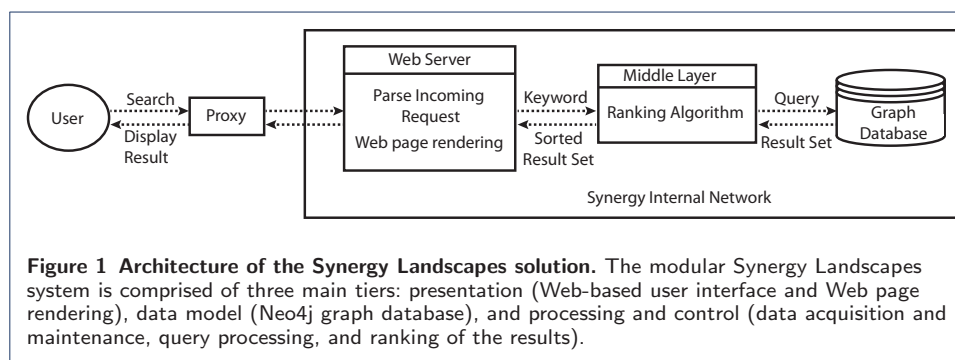 User
Search
Display
Result
Proxy
Web Server
Parse Incoming
Request
Web page rendering
Keyword
Sorted
Result Set
Middle Layer
Ranking Algorithm
Query
Result Set
Graph
Database
Synergy Internal Network
Figure 1 Architecture of the Synergy Landscapes solution. The modular Synergy Landscapes
system is comprised of three main tiers: presentation (Web-based user interface and Web page
rendering), data model (Neo4j graph database), and processing and control (data acquisition and
maintenance, query processing, and ranking of the results).